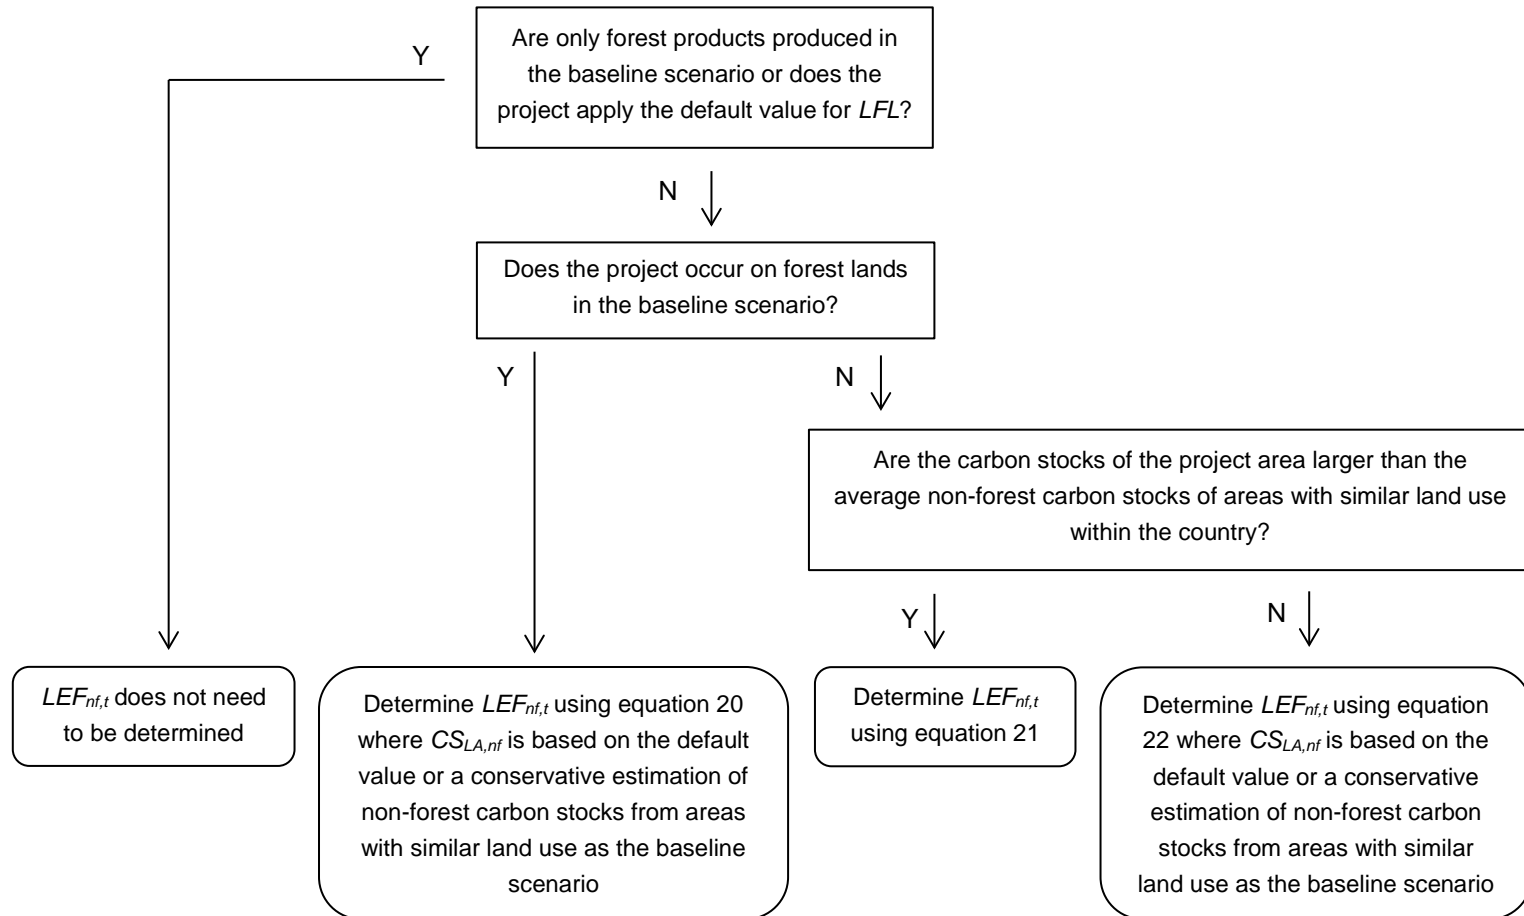 Are only forest products produced in
the baseline scenario or does the
project apply the default value for LFL?
Y
N
Does the project occur on forest lands
in the baseline scenario?
Y
N
Are the carbon stocks of the project area larger than the
average non-forest carbon stocks of areas with similar land use
within the country?
Y
N
LEFnf,t does not need
to be determined
Determine LEFnf,t using equation 20
where CSLA,nf is based on the default
value or a conservative estimation of
non-forest carbon stocks from areas
with similar land use as the baseline
scenario
Determine LEFnf,t
using equation 21
Determine LEFnf,t using equation
22 where CSLA,nf is based on the
default value or a conservative
estimation of non-forest carbon
stocks from areas with similar
land use as the baseline scenario